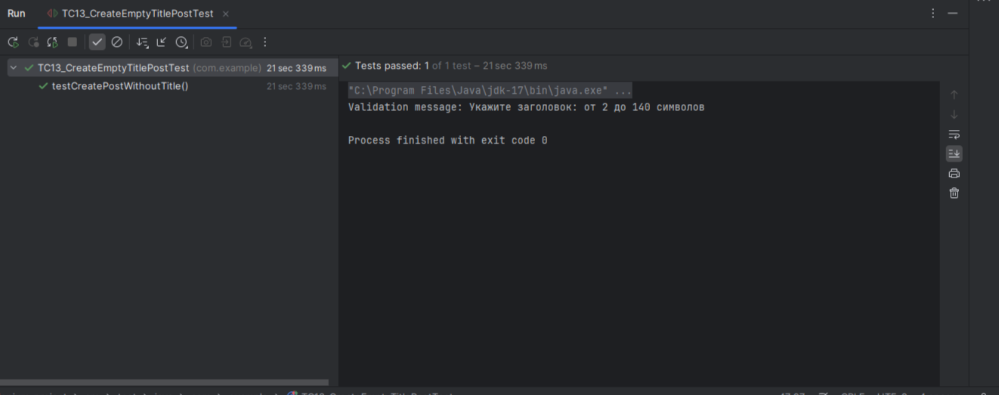 Run TC13_CreateEmptyTitlePostTest
TC13_CreateEmptyTitlePostTest (com.example) 21 sec 339 ms
testCreatePostWithoutTitle() 21 sec 339 ms
Tests passed: 1 of 1 test – 21 sec 339 ms
"C:\Program Files\Java\jdk-17\bin\java.exe" ...
Validation message: Укажите заголовок: от 2 до 140 символов
Process finished with exit code 0